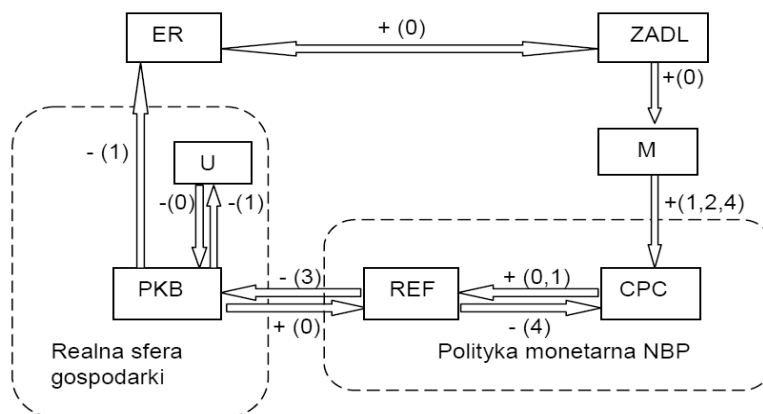 ER
+ (0)
ZADL
+(0)
- (1)
U
M
-(0)
-(1)
+(1,2,4)
PKB
- (3)
REF
+ (0,1)
CPC
+ (0)
- (4)
Realna sfera
gospodarki
Polityka monetarna NBP